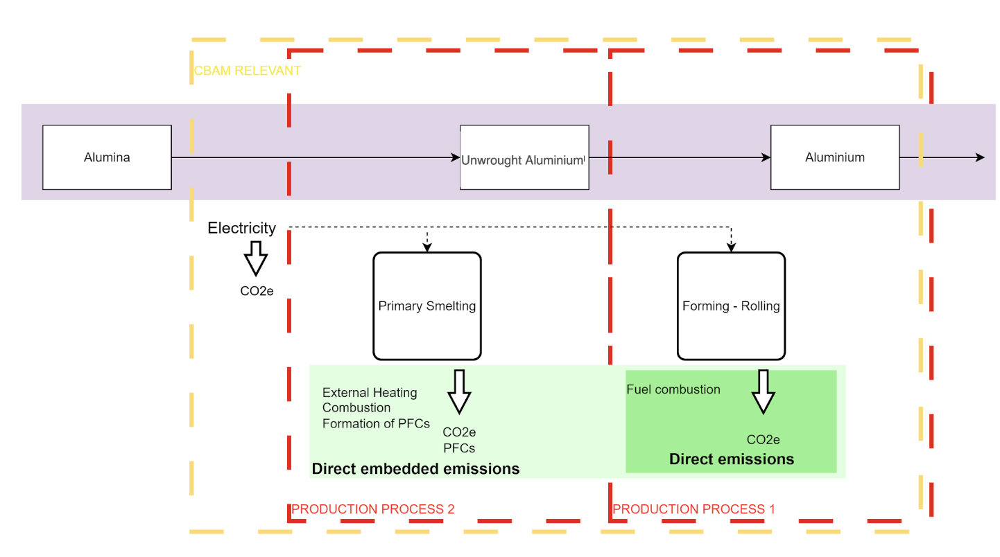 CBAM RELEVANT
Alumina
Unwrought Aluminium
Aluminium
Electricity
CO2e
Primary Smelting
Forming - Rolling
External Heating
Combustion
Formation of PFCs
CO2e
PFCs
Direct embedded emissions
Fuel combustion
CO2e
Direct emissions
PRODUCTION PROCESS 2
PRODUCTION PROCESS 1